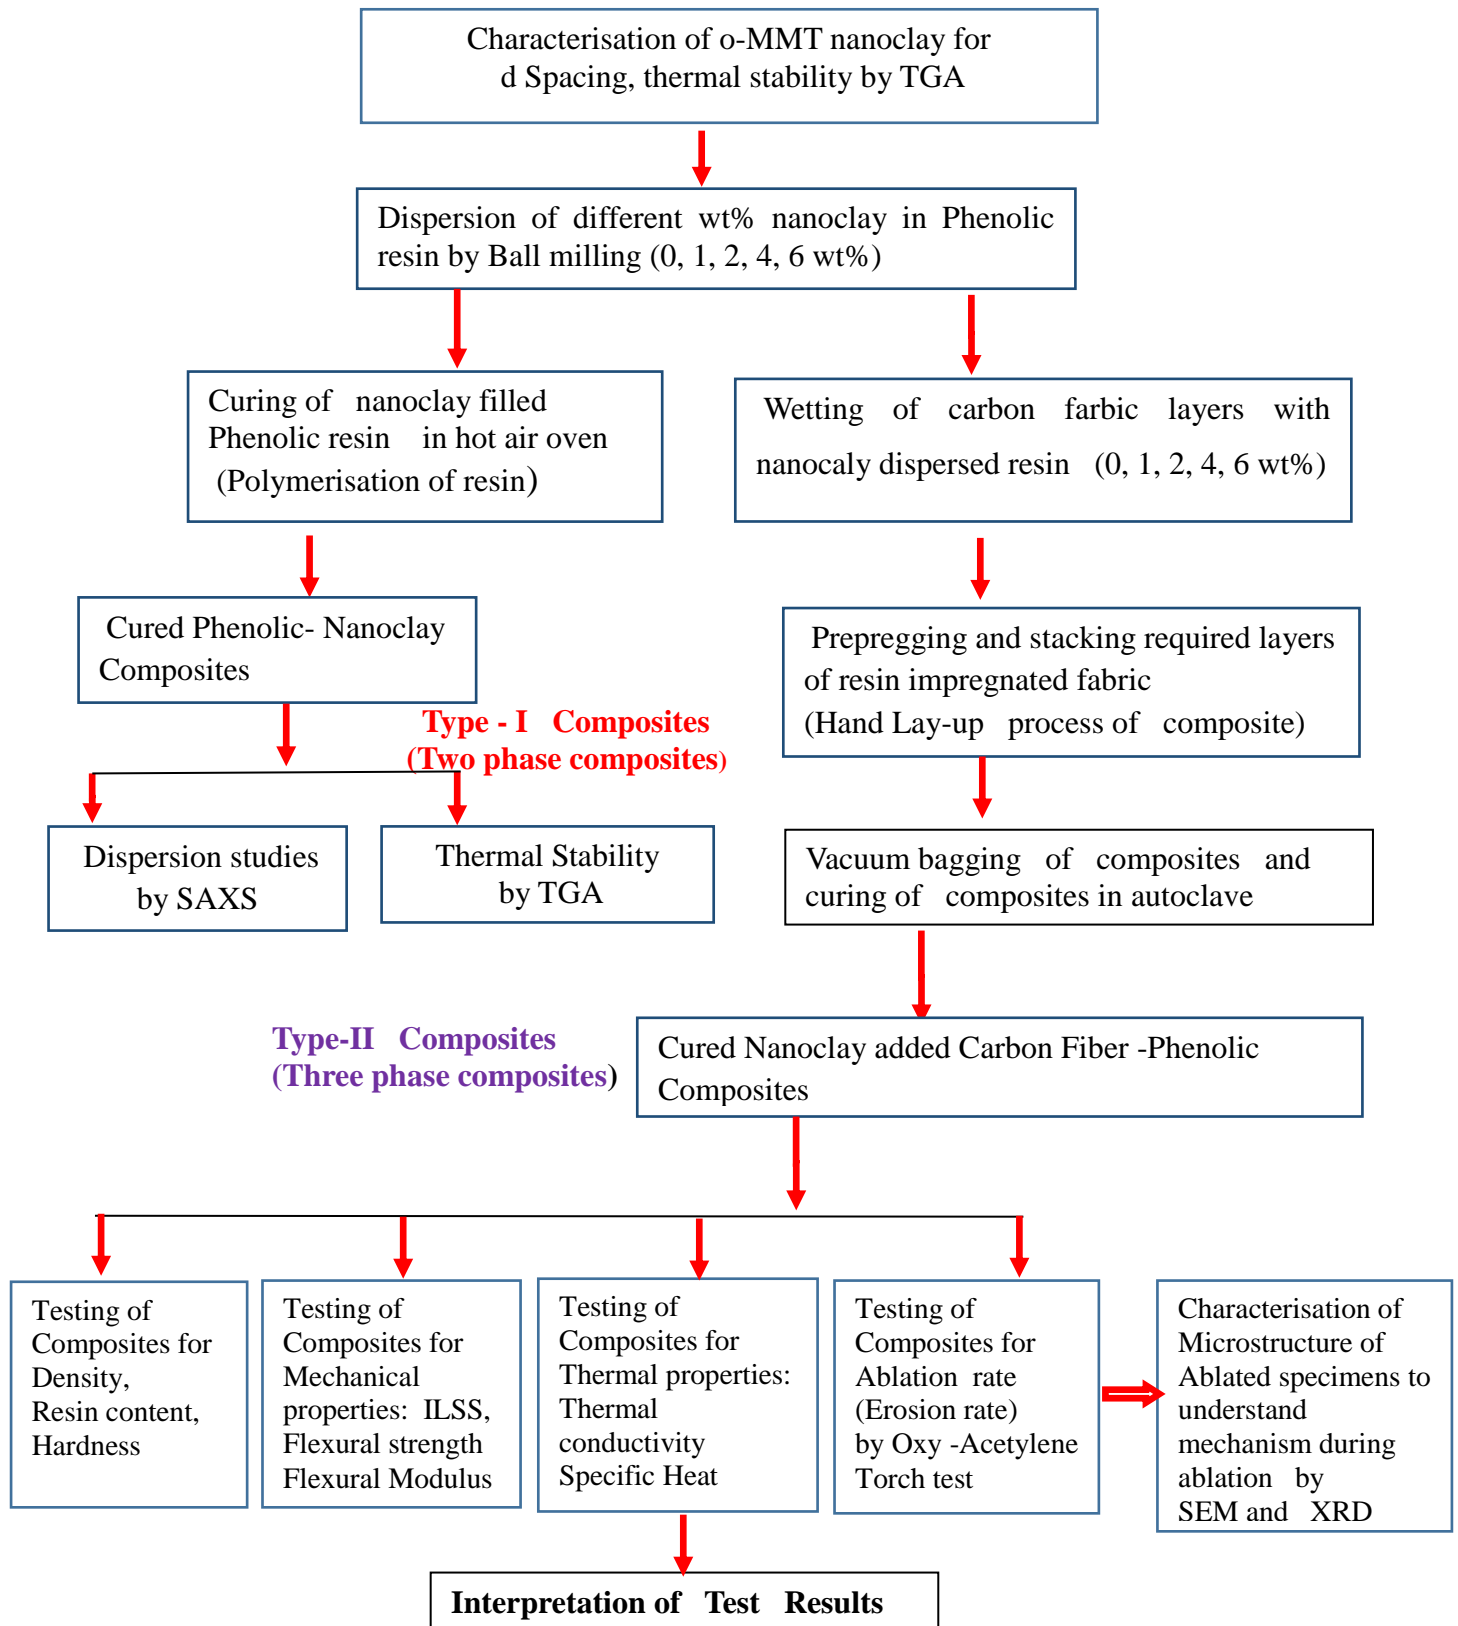 Characterisation of o-MMT nanoclay for
d Spacing, thermal stability by TGA
Dispersion of different wt% nanoclay in Phenolic
resin by Ball milling (0, 1, 2, 4, 6 wt%)
Curing of nanoclay filled
Phenolic resin in hot air oven
(Polymerisation of resin)
Wetting of carbon farbic layers with
nanocaly dispersed resin (0, 1, 2, 4, 6 wt%)
Cured Phenolic- Nanoclay
Composites
Prepregging and stacking required layers
of resin impregnated fabric
(Hand Lay-up process of composite)
Type - I Composites
(Two phase composites)
Dispersion studies
by SAXS
Thermal Stability
by TGA
Vacuum bagging of composites and
curing of composites in autoclave
Type-II Composites
(Three phase composites)
Cured Nanoclay added Carbon Fiber -Phenolic
Composites
Testing of
Composites for
Density,
Resin content,
Hardness
Testing of
Composites for
Mechanical
properties: ILSS,
Flexural strength
Flexural Modulus
Testing of
Composites for
Thermal properties:
Thermal
conductivity
Specific Heat
Testing of
Composites for
Ablation rate
(Erosion rate)
by Oxy -Acetylene
Torch test
Characterisation of
Microstructure of
Ablated specimens to
understand
mechanism during
ablation by
SEM and XRD
Interpretation of Test Results